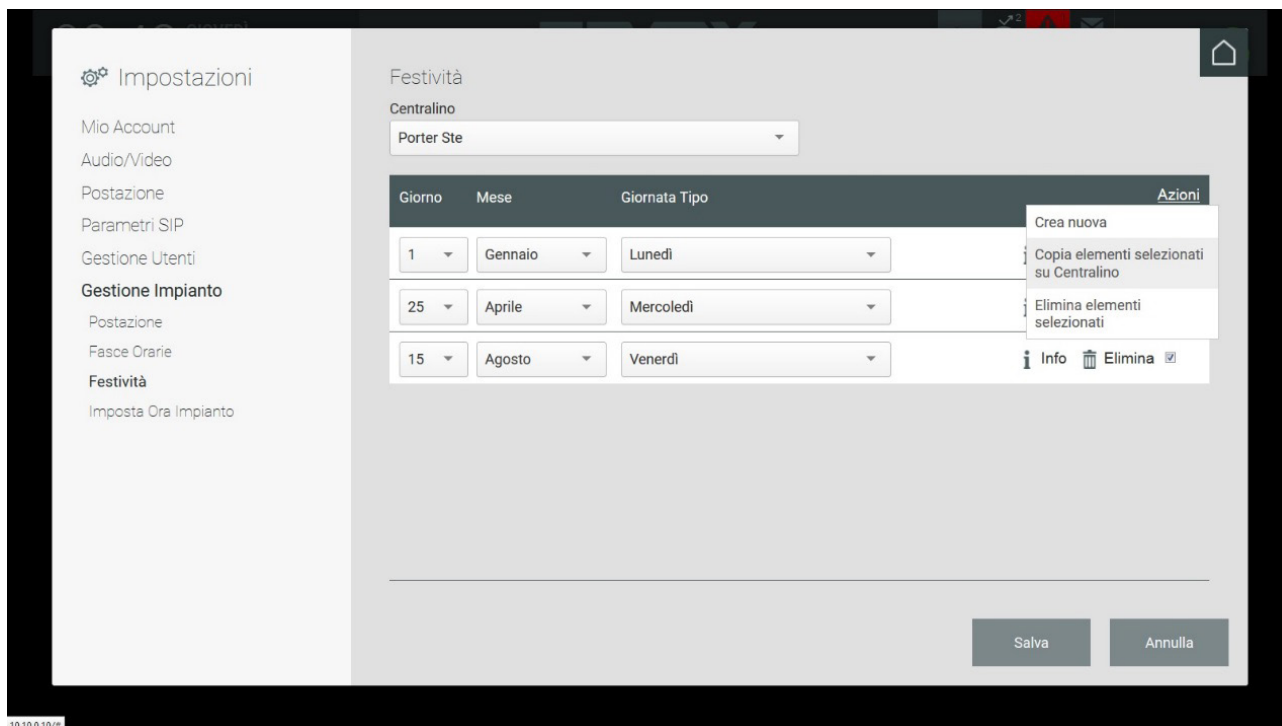 2
Impostazioni
Mio Account
Audio/Video
Postazione
Parametri SIP
Gestione Utenti
Gestione Impianto
Postazione
Fasce Orarie
Festività
Imposta Ora Impianto
Festività
Centralino
Porter Ste
Giorno Mese Giornata Tipo Azioni
Crea nuova
Copia elementi selezionati
su Centralino
Elimina elementi
selezionati
1 Gennaio Lunedì
25 Aprile Mercoledì
15 Agosto Venerdì Info Elimina
Salva Annulla